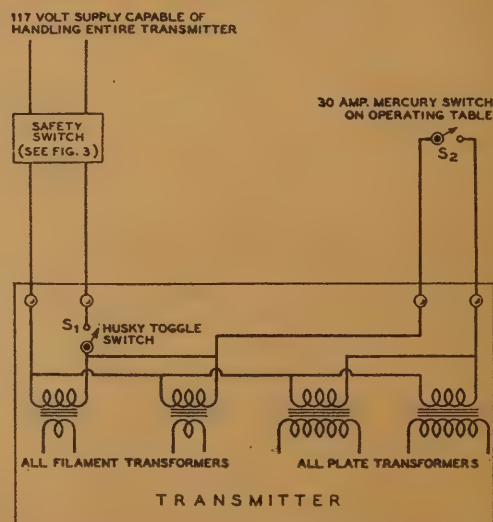 117 VOLT SUPPLY CAPABLE OF
HANDLING ENTIRE TRANSMITTER
30 AMP. MERCURY SWITCH
ON OPERATING TABLE
SAFETY
SWITCH
(SEE FIG. 3)
S2
S1
HUSKY TOGGLE
SWITCH
ALL FILAMENT TRANSFORMERS
ALL PLATE TRANSFORMERS
TRANSMITTER